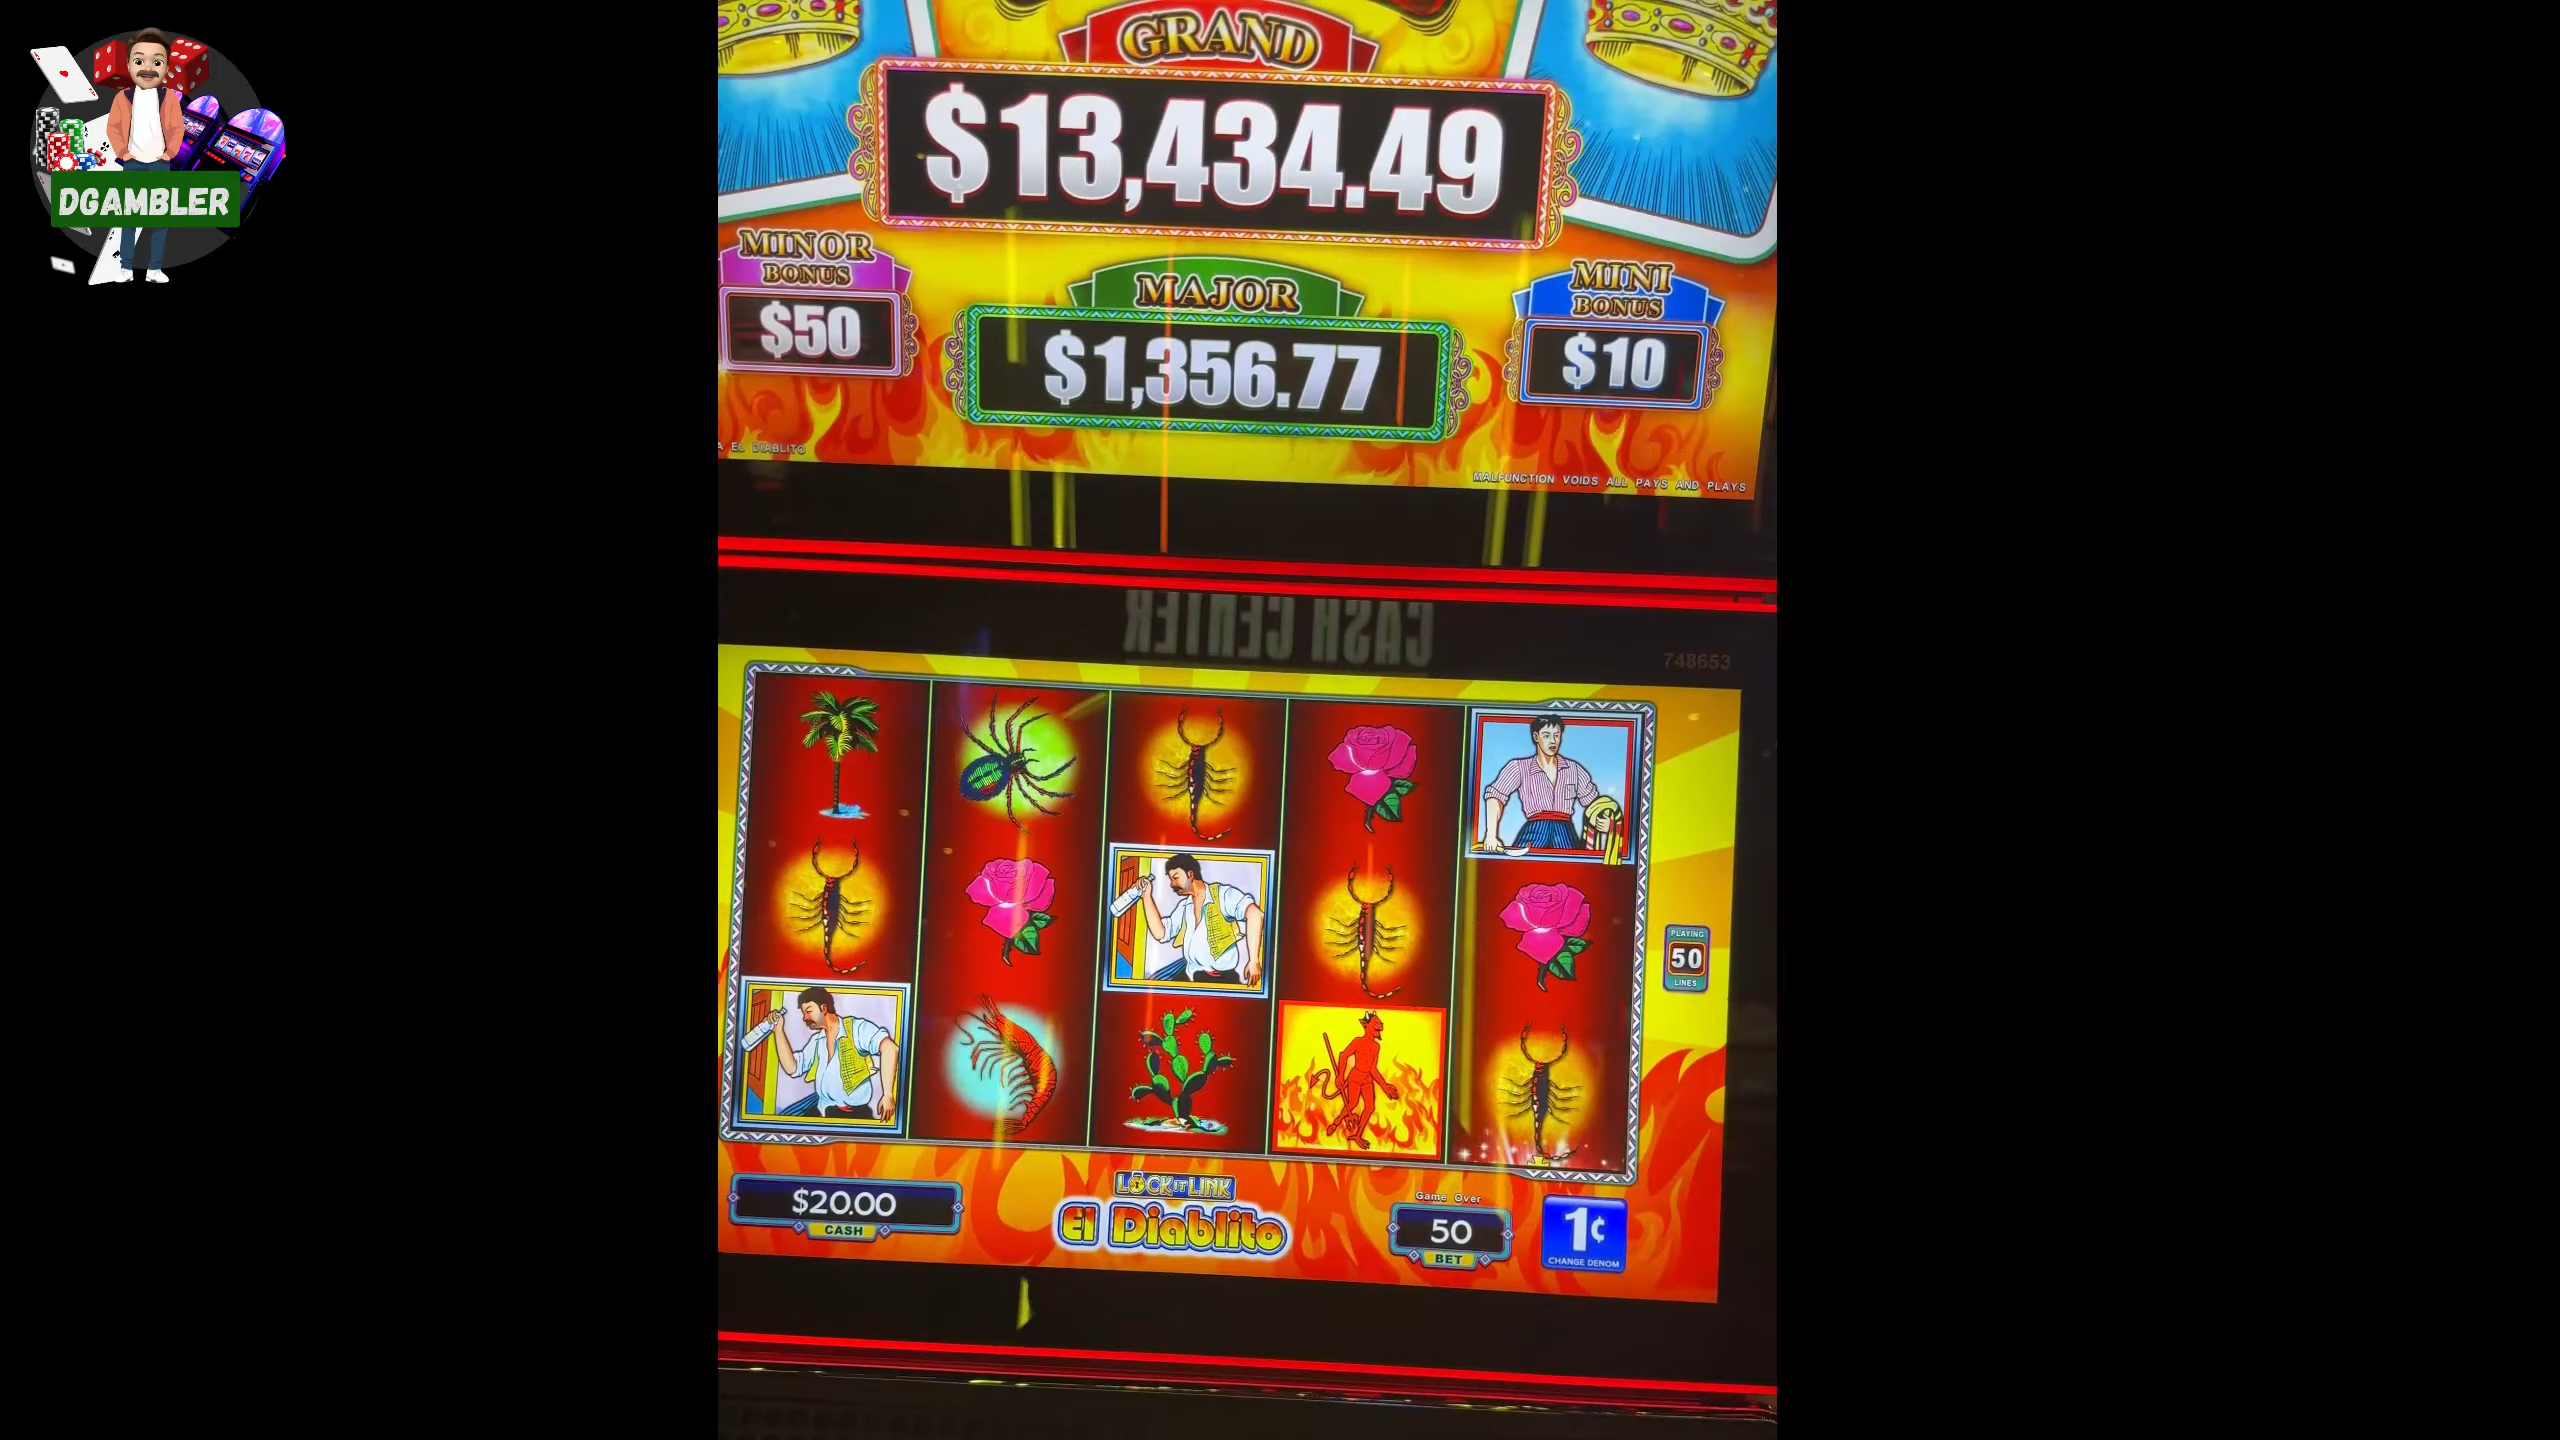 DGAMBLER
GRAND
$13,434.49
MINOR
BONUS
$50
MAJOR
$1,356.77
MINI
BONUS
$10
A EL DIABLITO
MALFUNCTION VOIDS ALL PAYS AND PLAYS
CASH CENTER
748653
PLAYING
50
LINES
$20.00
CASH
LOCK IT LINK
El Diablito
Game Over
50
BET
1¢
CHANGE DENOM